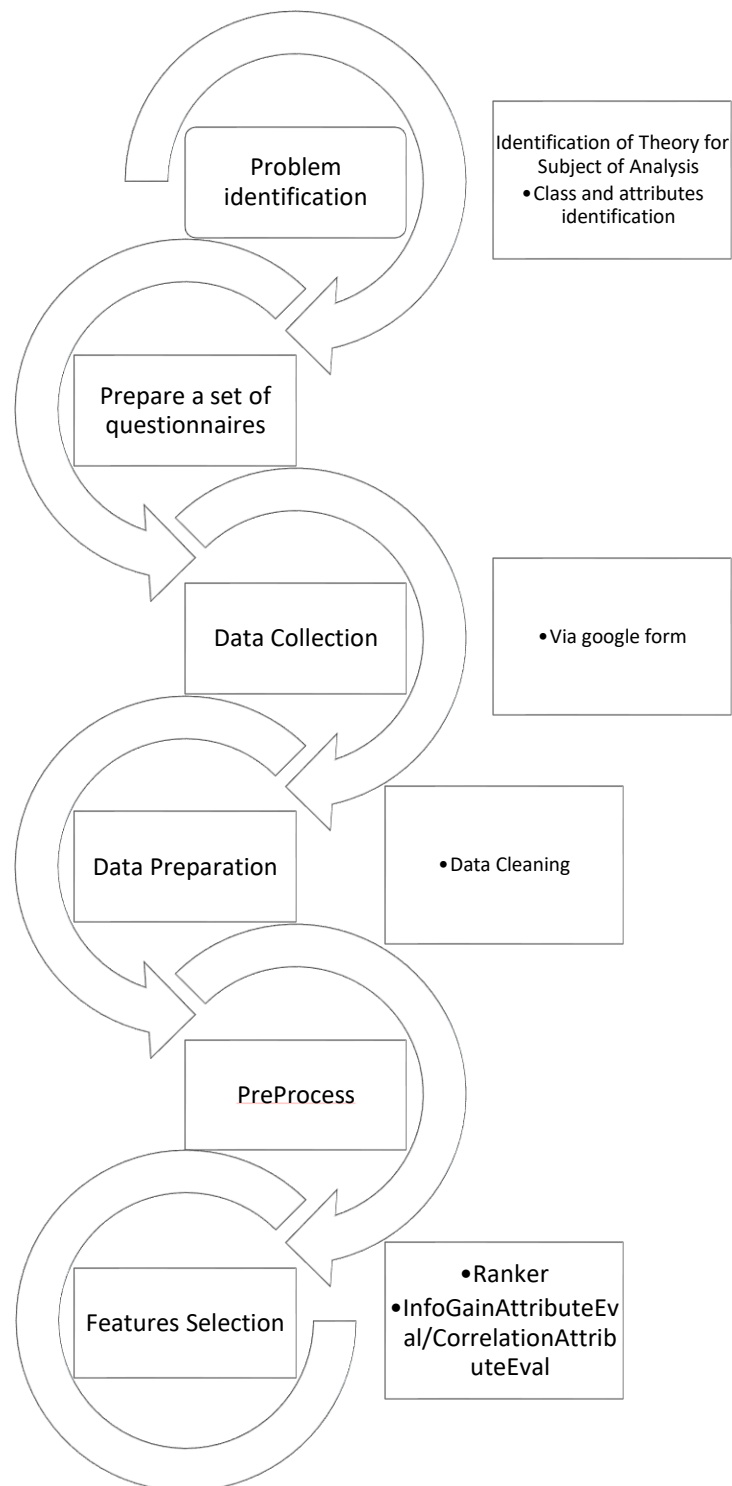 Problem
identification
Identification of Theory for
Subject of Analysis
•Class and attributes
identification
Prepare a set of
questionnaires
Data Collection
•Via google form
Data Preparation
•Data Cleaning
PreProcess
Features Selection
•Ranker
•InfoGainAttributeEv
al/CorrelationAttrib
uteEval